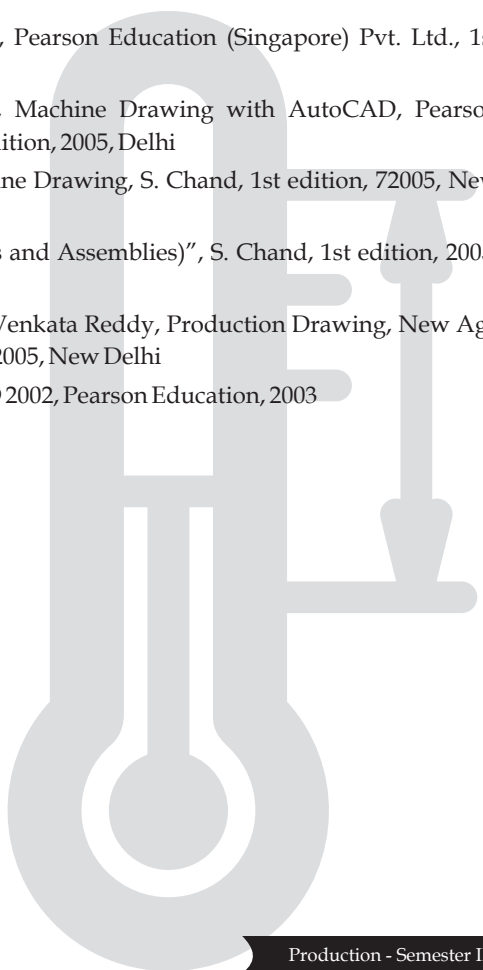 , Pearson Education (Singapore) Pvt. Ltd., 1s
Machine Drawing with AutoCAD, Pearso
ition, 2005, Delhi
ne Drawing, S. Chand, 1st edition, 72005, New
s and Assemblies)”, S. Chand, 1st edition, 2005
Venkata Reddy, Production Drawing, New Ag
2005, New Delhi
2002, Pearson Education, 2003
Production - Semester I